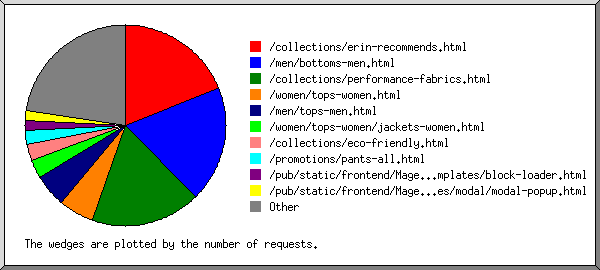 /collections/erin-recommends.html
/men/bottoms-men.html
/collections/performance-fabrics.html
/women/tops-women.html
/men/tops-men.html
/women/tops-women/jackets-women.html
/collections/eco-friendly.html
/promotions/pants-all.html
/pub/static/frontend/Mage...mplates/block-loader.html
/pub/static/frontend/Mage...es/modal/modal-popup.html
Other
The wedges are plotted by the number of requests.